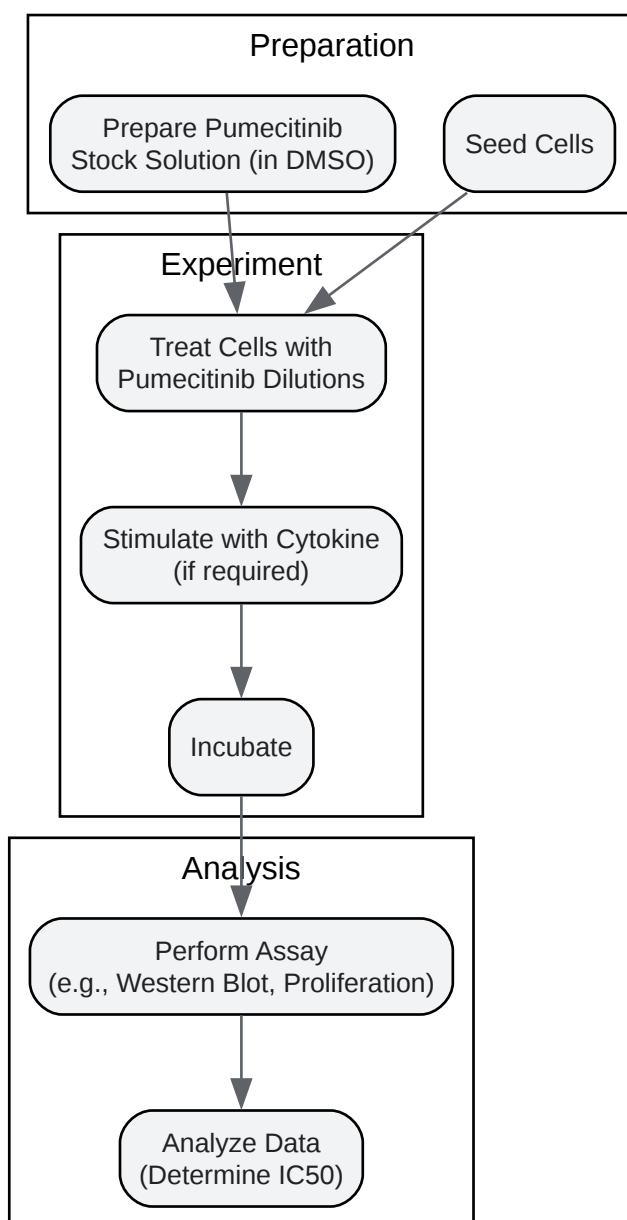 Preparation
Prepare Pumecitinib
Stock Solution (in DMSO)
Seed Cells
Experiment
Treat Cells with
Pumecitinib Dilutions
Stimulate with Cytokine
(if required)
Incubate
Analysis
Perform Assay
(e.g., Western Blot, Proliferation)
Analyze Data
(Determine IC50)